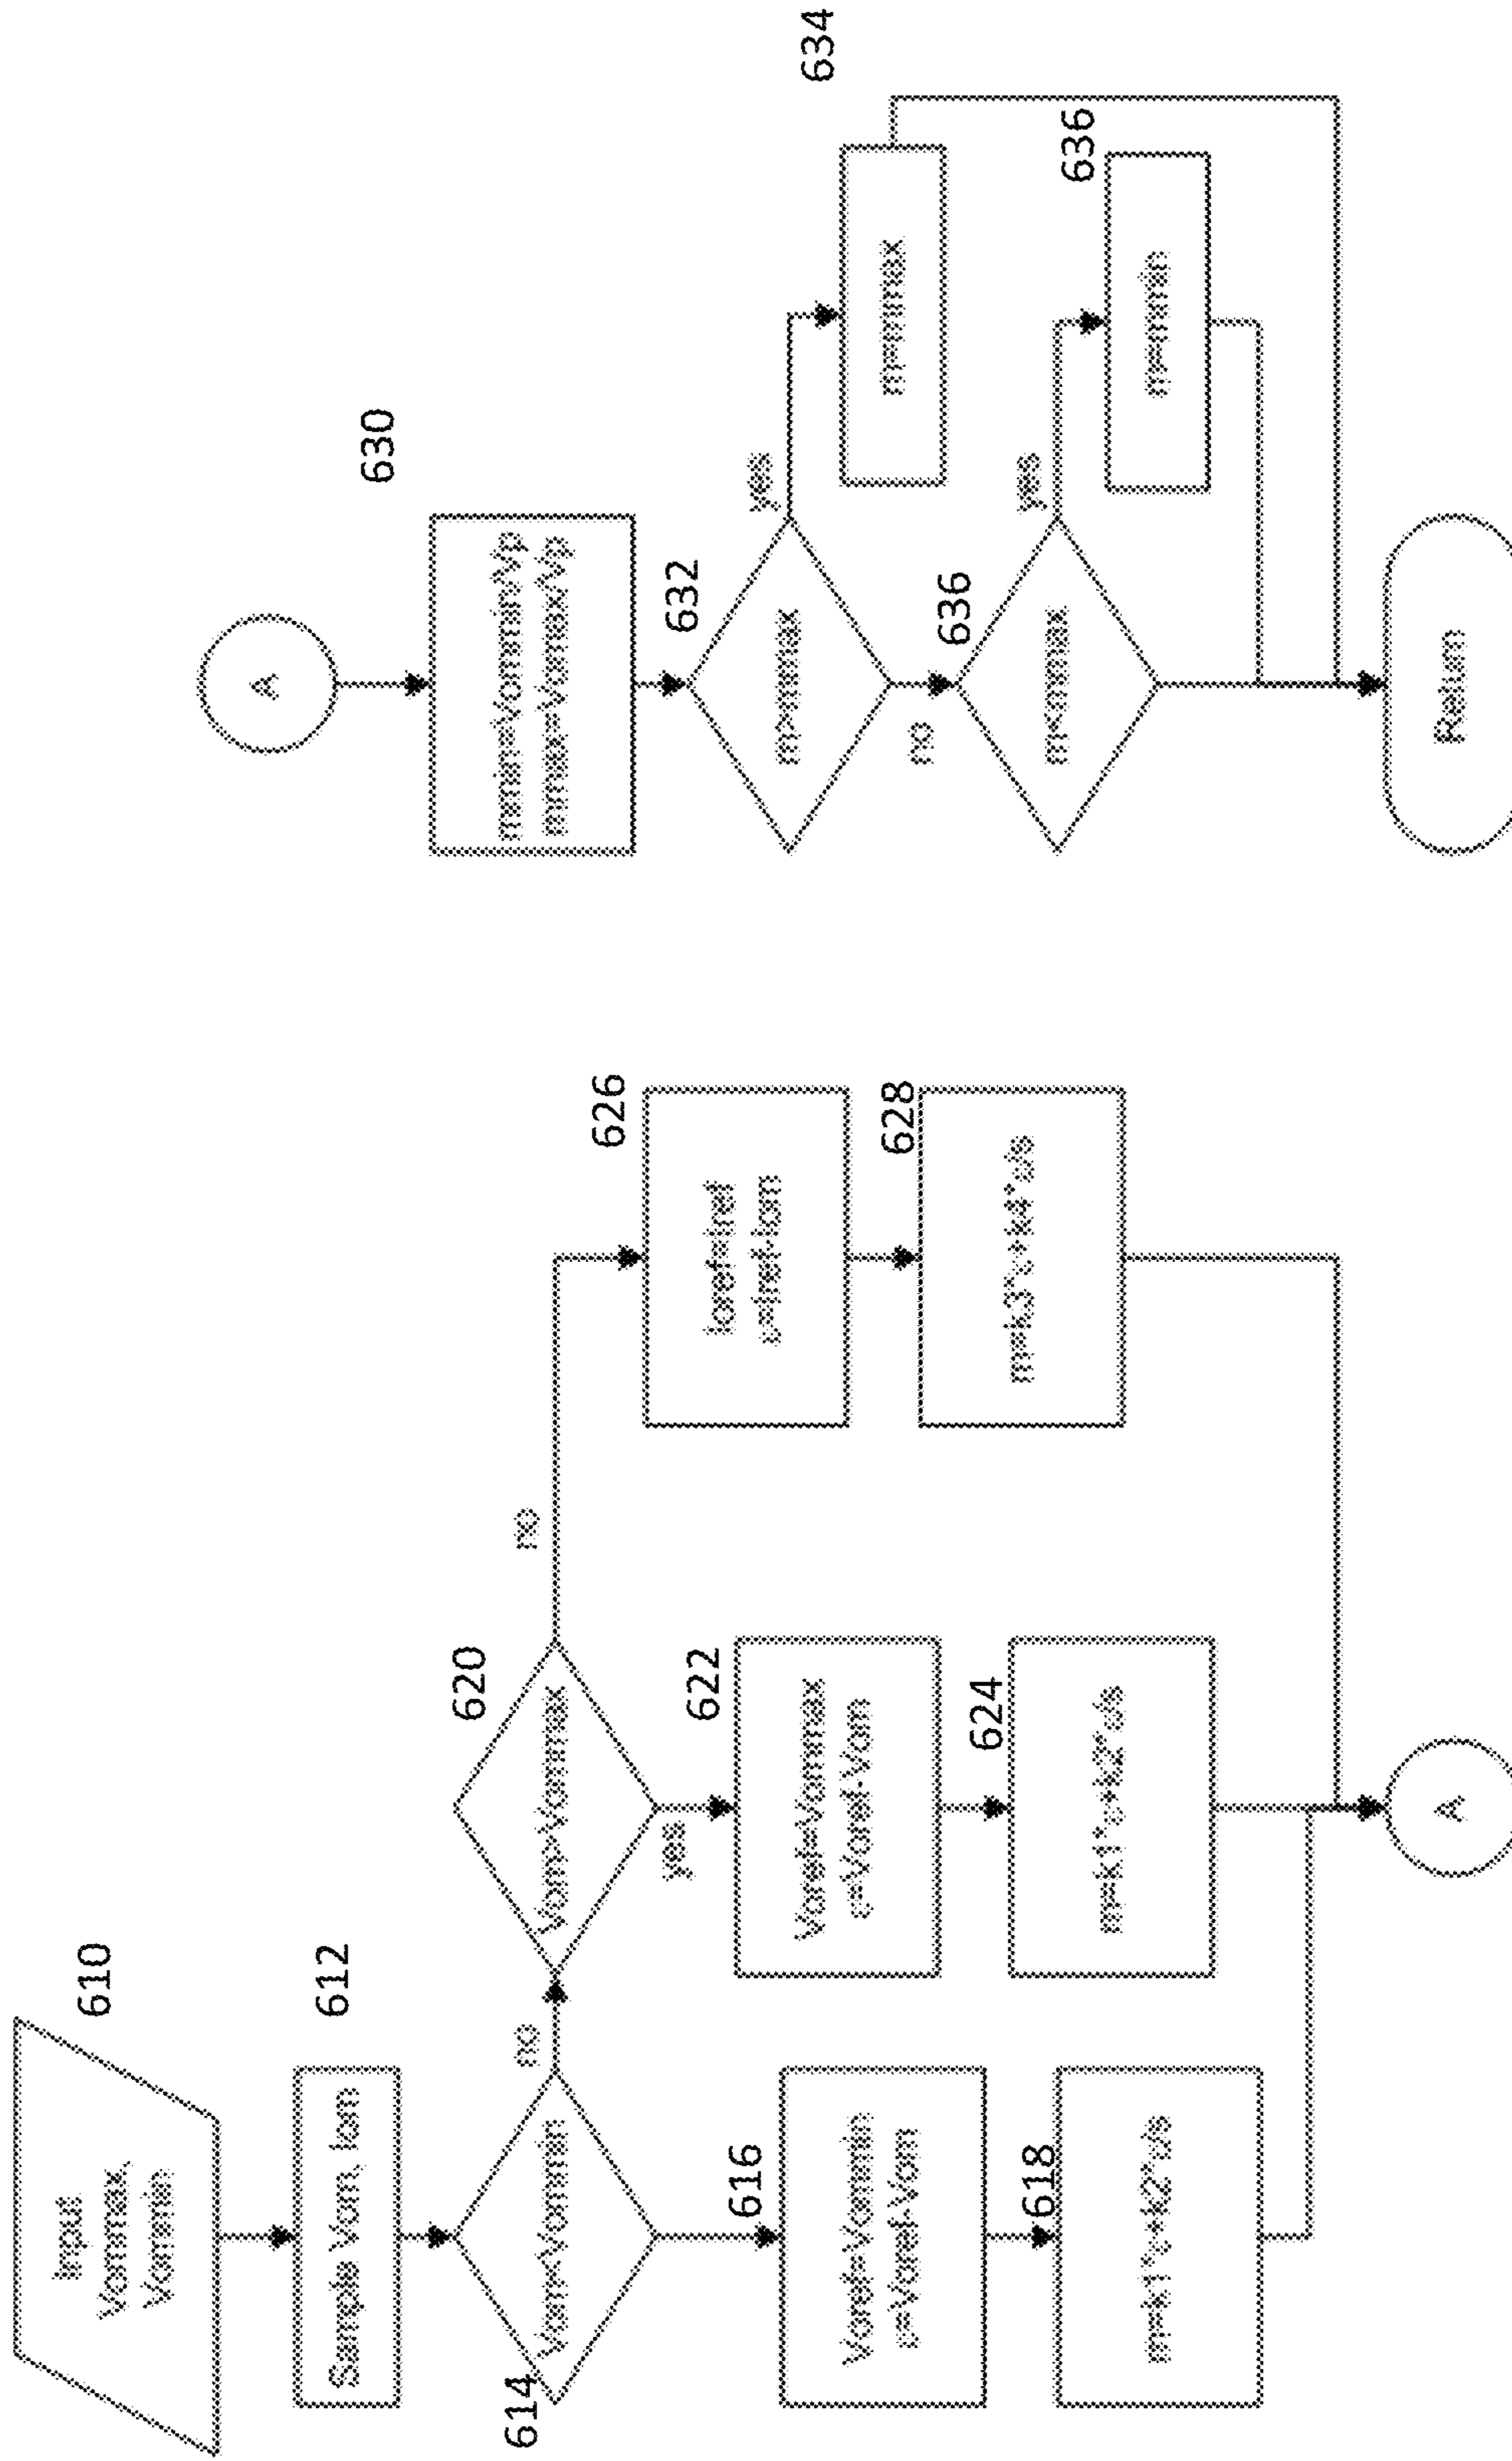 610
Input
Vommax,
Vommin
612
Sample Vom, Iom
614
Vom<Vommin
no
616
Voref=Vommin
e=Voref-Vom
618
m=k1*e+k2*e/s
620
Vom>Vommax
yes
no
622
Voref=Vommax
e=Voref-Vom
624
m=k1*e+k2*e/s
626
Ioref=Iref
e=Iref-Iom
628
m=k3*e+k4*e/s
A
A
630
mmin=Vommin/Vp
mmax=Vomax/Vp
632
m>mmax
yes
no
634
m=mmax
636
m<mmax
yes
636
m=mmin
Return